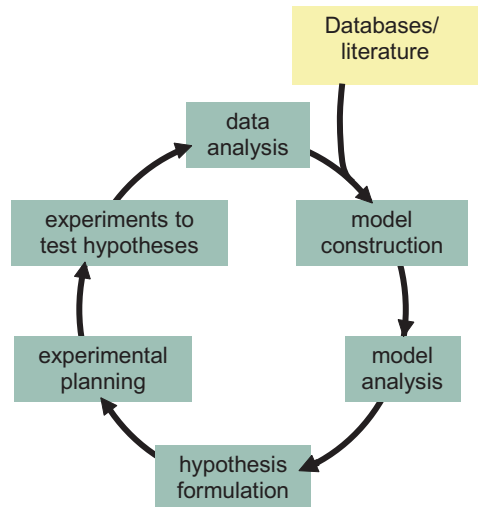 Databases/
literature
data
analysis
model
construction
model
analysis
hypothesis
formulation
experimental
planning
experiments to
test hypotheses